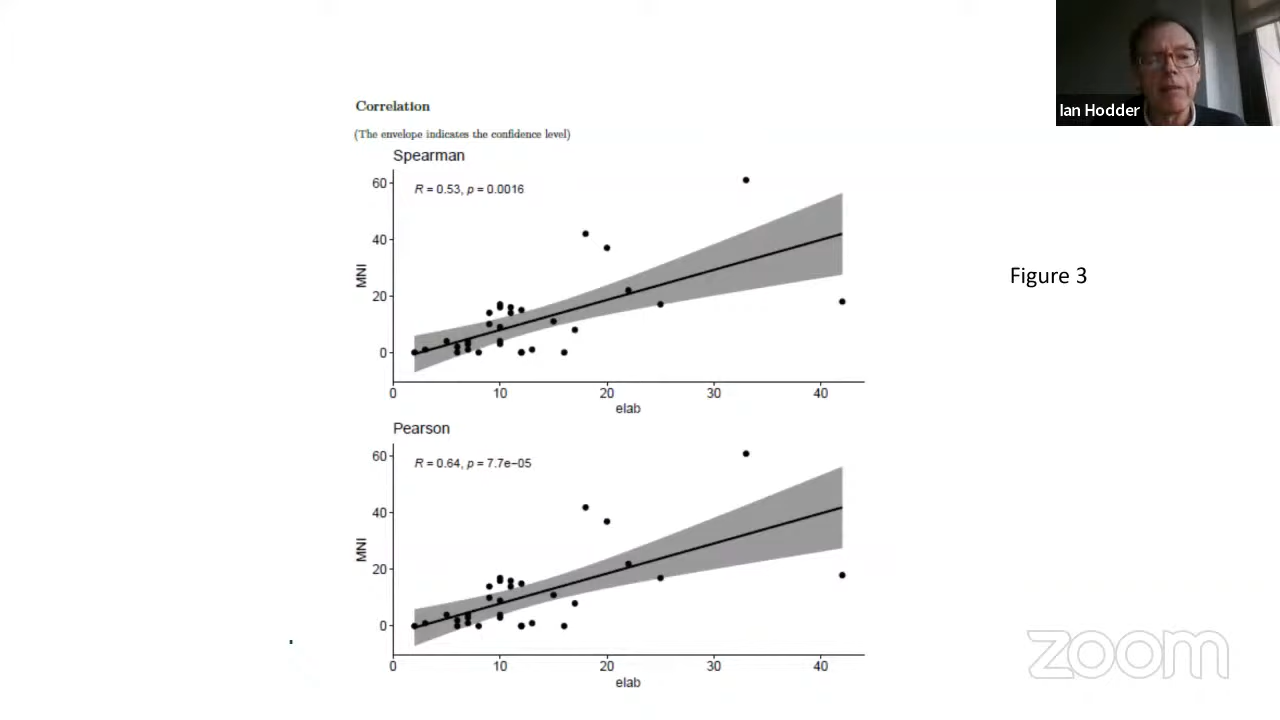 Ian Hodder
Correlation
(The envelope indicates the confidence level)
Spearman
R = 0.53, p = 0.0016
60
40
20
0
MNI
0 10 20 30 40
elab
Figure 3
Pearson
R = 0.64, p = 7.7e−05
60
40
20
0
MNI
0 10 20 30 40
elab
zoom